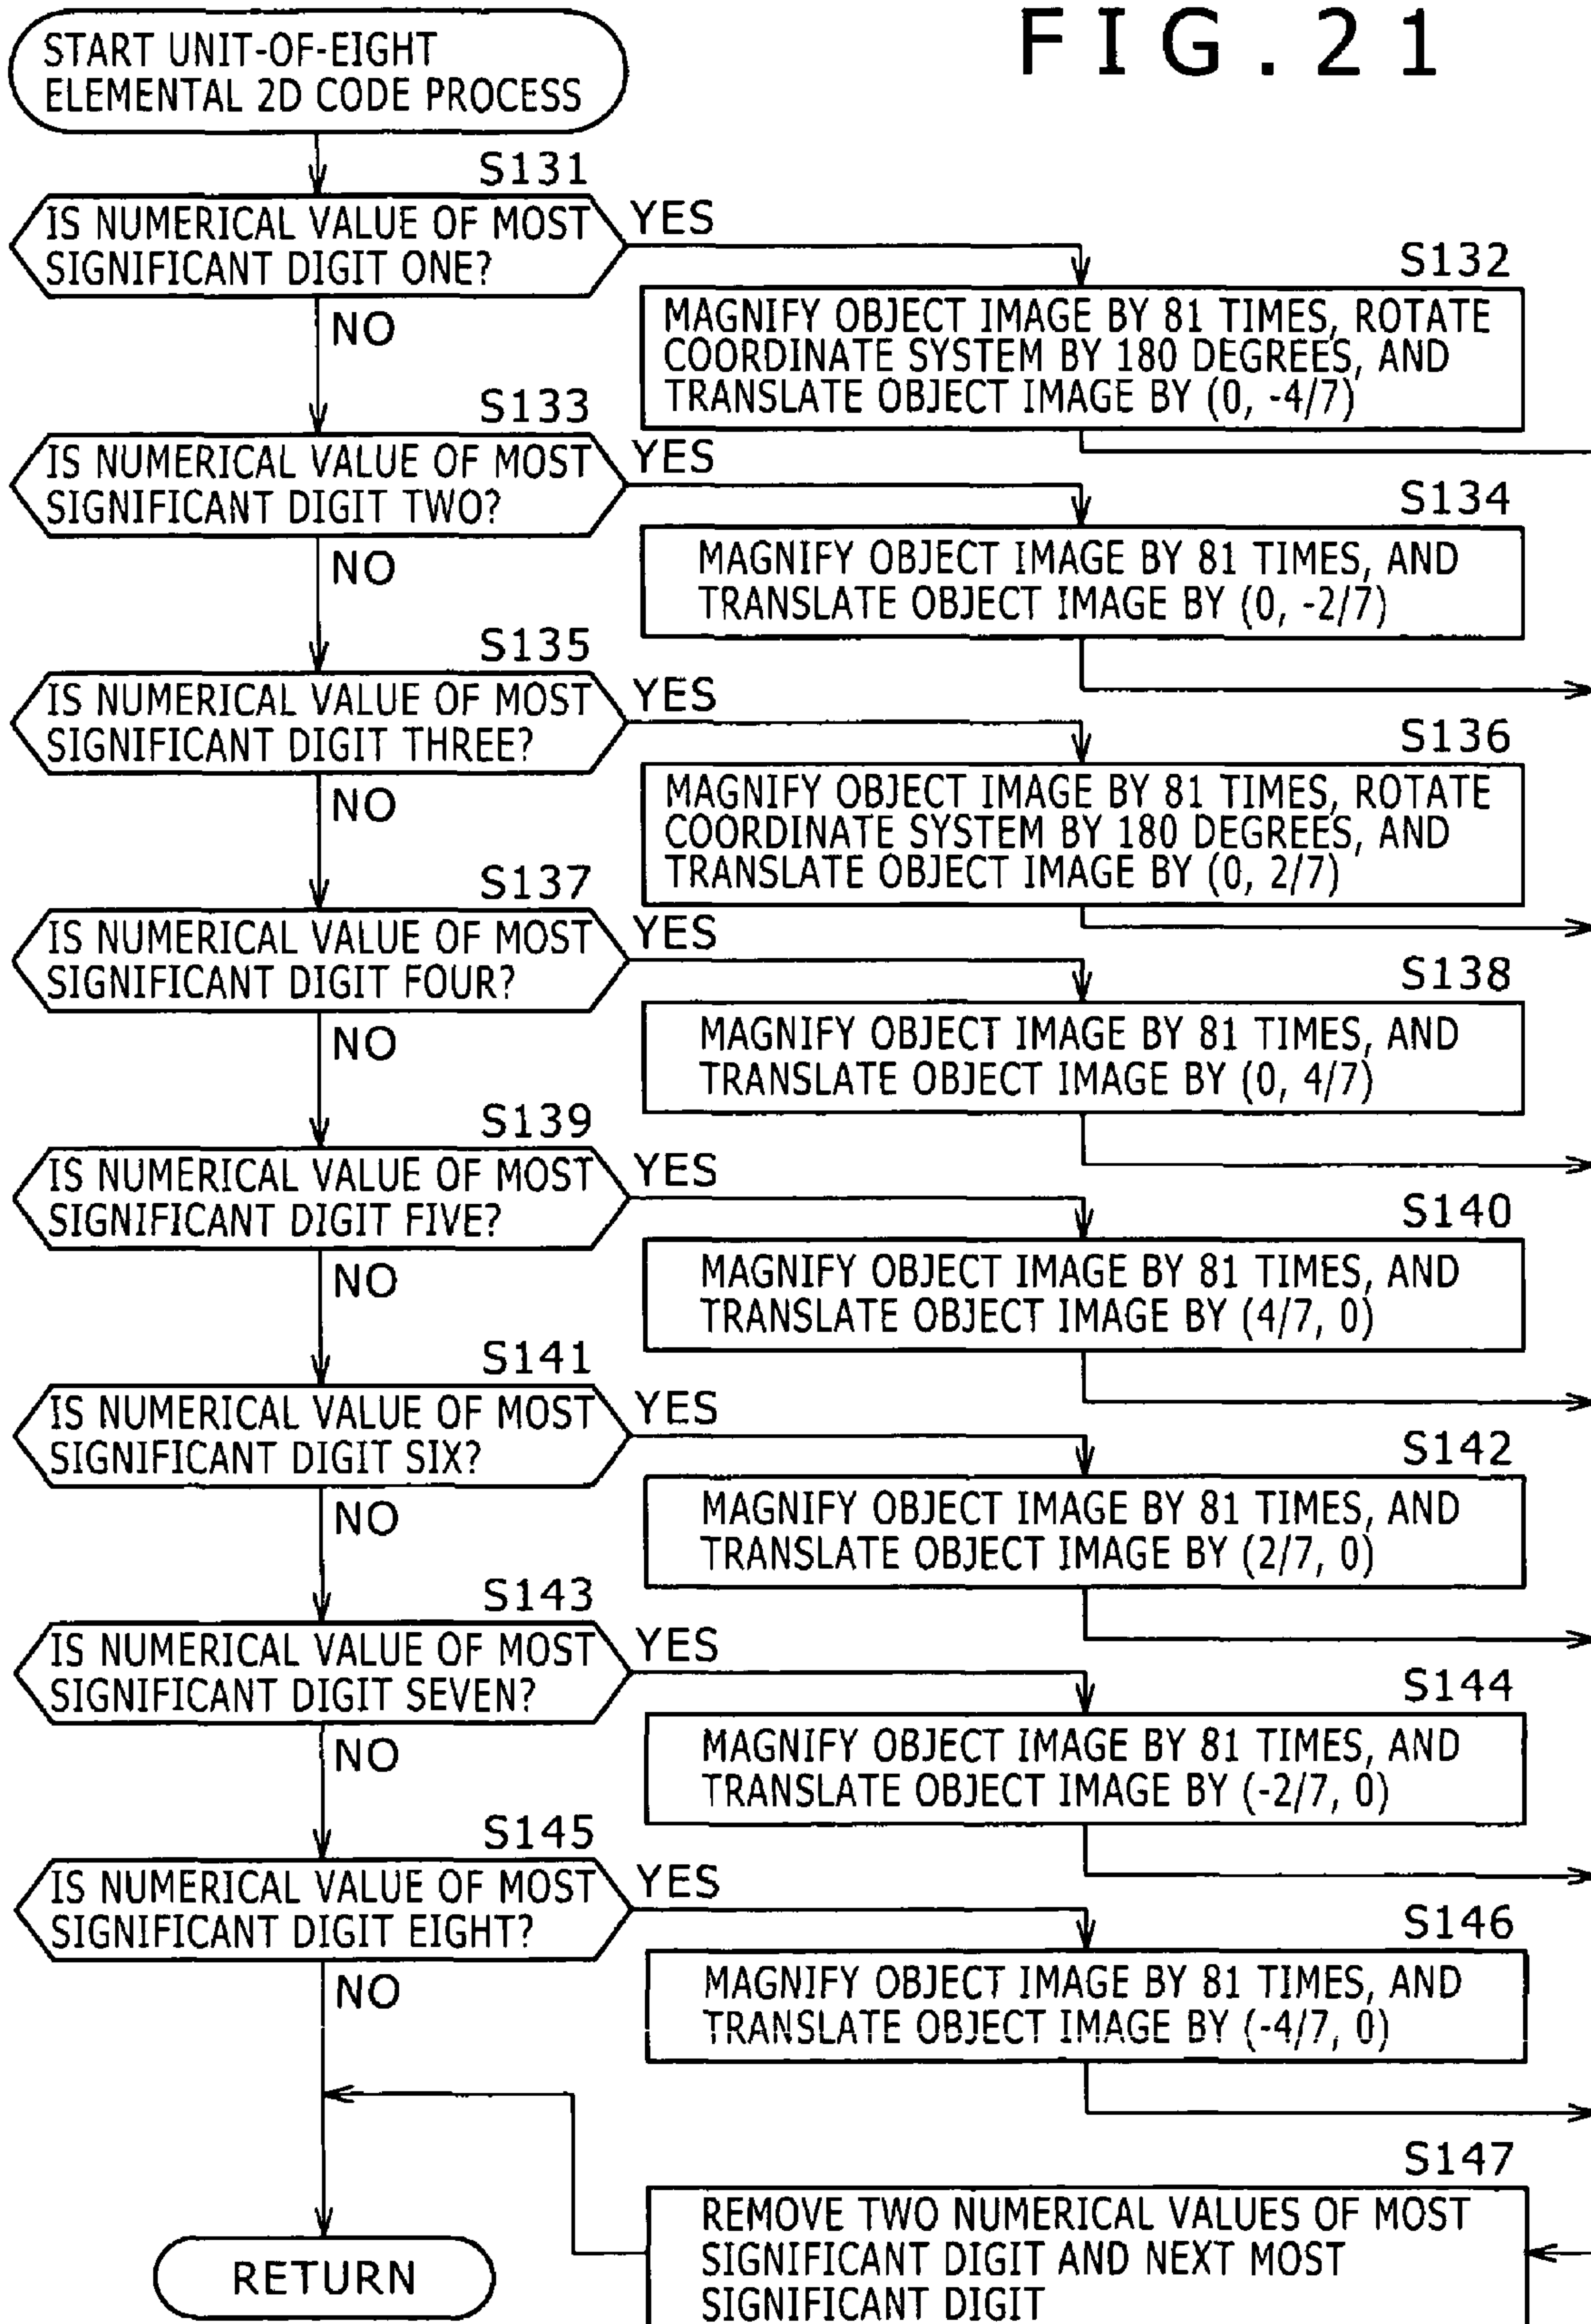 FIG.21
START UNIT-OF-EIGHT
ELEMENTAL 2D CODE PROCESS
S131
IS NUMERICAL VALUE OF MOST
SIGNIFICANT DIGIT ONE?
YES
NO
S132
MAGNIFY OBJECT IMAGE BY 81 TIMES, ROTATE
COORDINATE SYSTEM BY 180 DEGREES, AND
TRANSLATE OBJECT IMAGE BY (0, -4/7)
S133
IS NUMERICAL VALUE OF MOST
SIGNIFICANT DIGIT TWO?
YES
NO
S134
MAGNIFY OBJECT IMAGE BY 81 TIMES, AND
TRANSLATE OBJECT IMAGE BY (0, -2/7)
S135
IS NUMERICAL VALUE OF MOST
SIGNIFICANT DIGIT THREE?
YES
NO
S136
MAGNIFY OBJECT IMAGE BY 81 TIMES, ROTATE
COORDINATE SYSTEM BY 180 DEGREES, AND
TRANSLATE OBJECT IMAGE BY (0, 2/7)
S137
IS NUMERICAL VALUE OF MOST
SIGNIFICANT DIGIT FOUR?
YES
NO
S138
MAGNIFY OBJECT IMAGE BY 81 TIMES, AND
TRANSLATE OBJECT IMAGE BY (0, 4/7)
S139
IS NUMERICAL VALUE OF MOST
SIGNIFICANT DIGIT FIVE?
YES
NO
S140
MAGNIFY OBJECT IMAGE BY 81 TIMES, AND
TRANSLATE OBJECT IMAGE BY (4/7, 0)
S141
IS NUMERICAL VALUE OF MOST
SIGNIFICANT DIGIT SIX?
YES
NO
S142
MAGNIFY OBJECT IMAGE BY 81 TIMES, AND
TRANSLATE OBJECT IMAGE BY (2/7, 0)
S143
IS NUMERICAL VALUE OF MOST
SIGNIFICANT DIGIT SEVEN?
YES
NO
S144
MAGNIFY OBJECT IMAGE BY 81 TIMES, AND
TRANSLATE OBJECT IMAGE BY (-2/7, 0)
S145
IS NUMERICAL VALUE OF MOST
SIGNIFICANT DIGIT EIGHT?
YES
NO
S146
MAGNIFY OBJECT IMAGE BY 81 TIMES, AND
TRANSLATE OBJECT IMAGE BY (-4/7, 0)
S147
REMOVE TWO NUMERICAL VALUES OF MOST
SIGNIFICANT DIGIT AND NEXT MOST
SIGNIFICANT DIGIT
RETURN